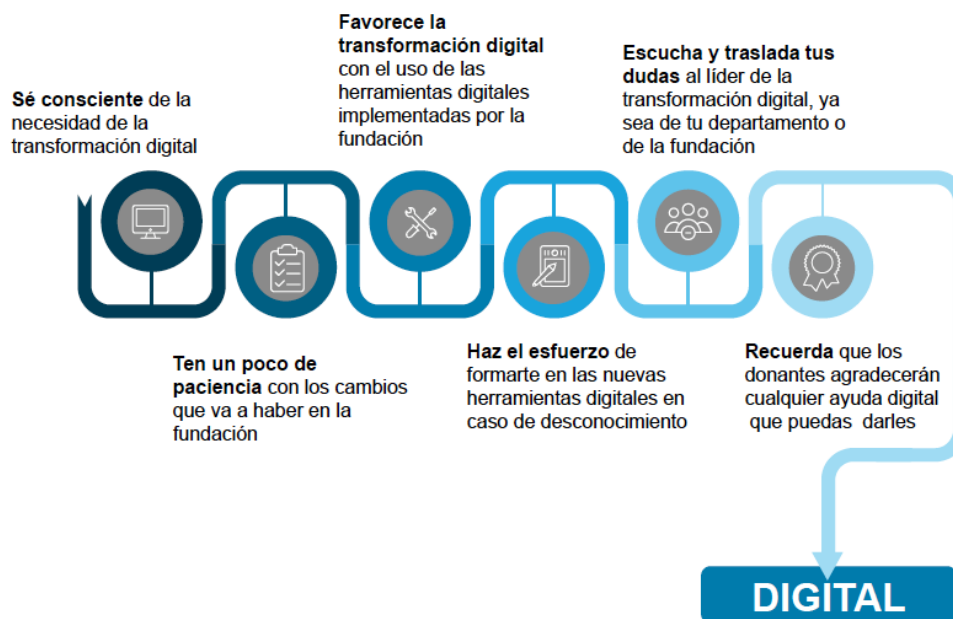 Sé consciente de la
necesidad de la
transformación digital
Ten un poco de
paciencia con los cambios
que va a haber en la
fundación
Favorece la
transformación digital
con el uso de las
herramientas digitales
implementadas por la
fundación
Haz el esfuerzo de
formarte en las nuevas
herramientas digitales en
caso de desconocimiento
Escucha y traslada tus
dudas al líder de la
transformación digital, ya
sea de tu departamento o
de la fundación
Recuerda que los
donantes agradecerán
cualquier ayuda digital
que puedas darles
DIGITAL